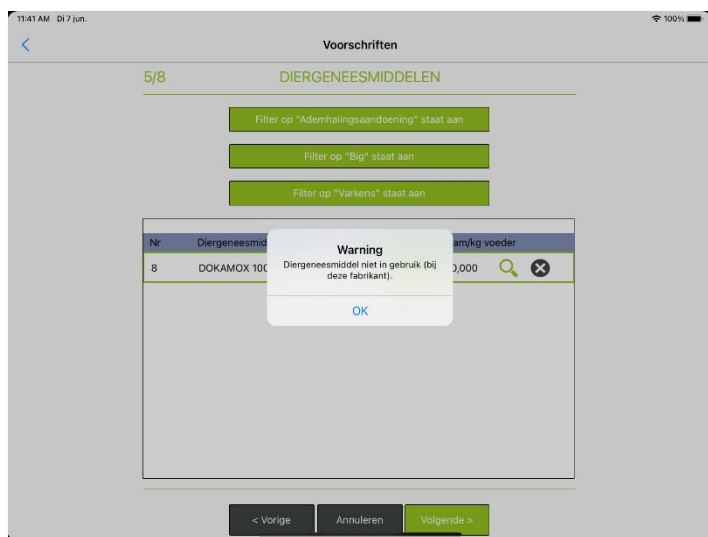 11:41 AM Di 7 jun.
100%
Voorschriften
5/8
DIERGENEESMIDDELEN
Filter op "Ademhalingsaandoening" staat aan
Filter op "Big" staat aan
Filter op "Varkens" staat aan
Nr Diergeneesmid am/kg voeder
8 DOKAMOX 100 0,000
Warning
Diergeneesmiddel niet in gebruik (bij
deze fabrikant).
OK
< Vorige
Annuleren
Volgende >